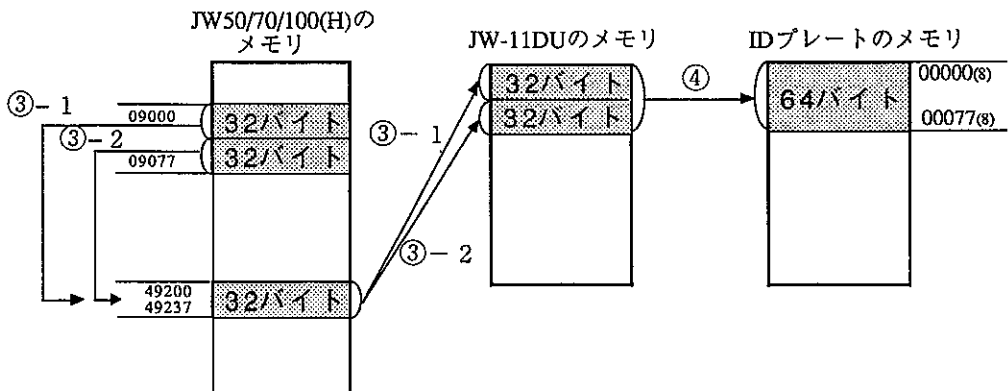 JW50/70/100(H)の
メモリ
JW-11DUのメモリ
IDプレートのメモリ
③-1
③-2
09000
09077
32バイト
32バイト
49200
49237
32バイト
③-1
③-2
32バイト
32バイト
④
64バイト
00000(8)
00077(8)